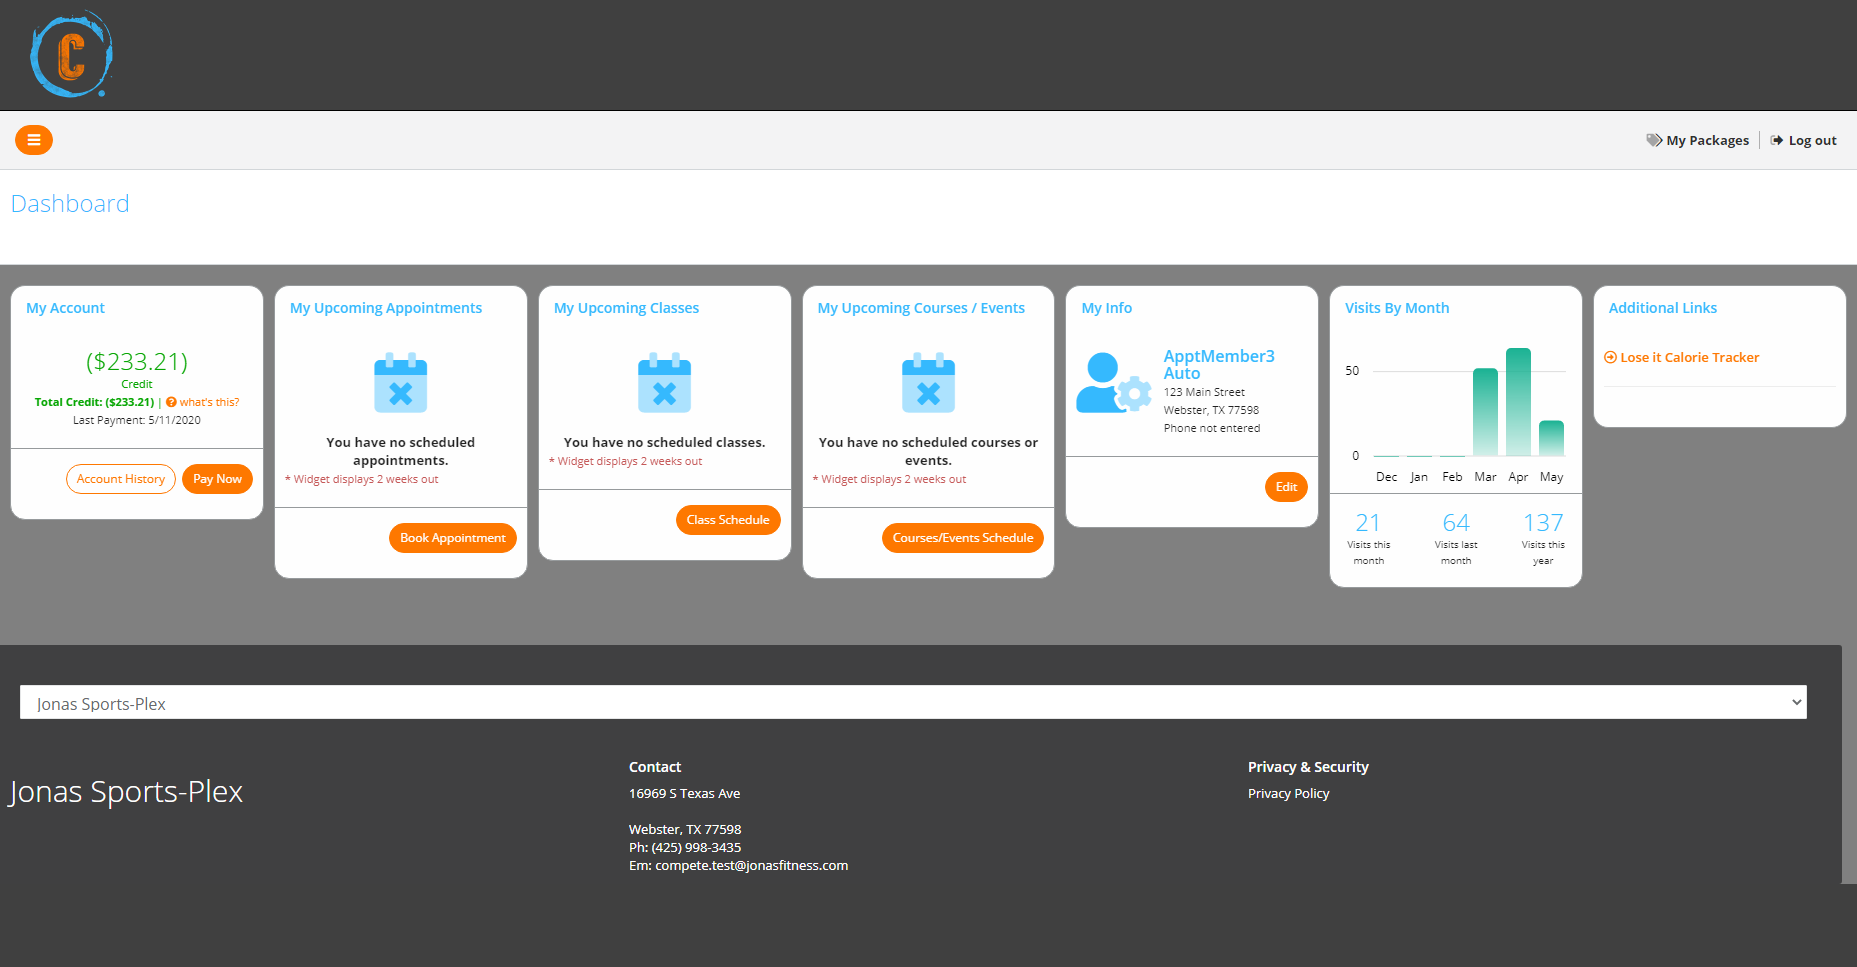 C
My Packages
Log out
Dashboard
My Account
($233.21)
Credit
Total Credit: ($233.21) | what's this?
Last Payment: 5/11/2020
Account History
Pay Now
My Upcoming Appointments
You have no scheduled
appointments.
* Widget displays 2 weeks out
Book Appointment
My Upcoming Classes
You have no scheduled classes.
* Widget displays 2 weeks out
Class Schedule
My Upcoming Courses / Events
You have no scheduled courses or
events.
* Widget displays 2 weeks out
Courses/Events Schedule
My Info
ApptMember3
Auto
123 Main Street
Webster, TX 77598
Phone not entered
Edit
Visits By Month
50
0
Dec Jan Feb Mar Apr May
21
Visits this
month
64
Visits last
month
137
Visits this
year
Additional Links
Lose it Calorie Tracker
Jonas Sports-Plex
Jonas Sports-Plex
Contact
16969 S Texas Ave
Webster, TX 77598
Ph: (425) 998-3435
Em: compete.test@jonasfitness.com
Privacy & Security
Privacy Policy